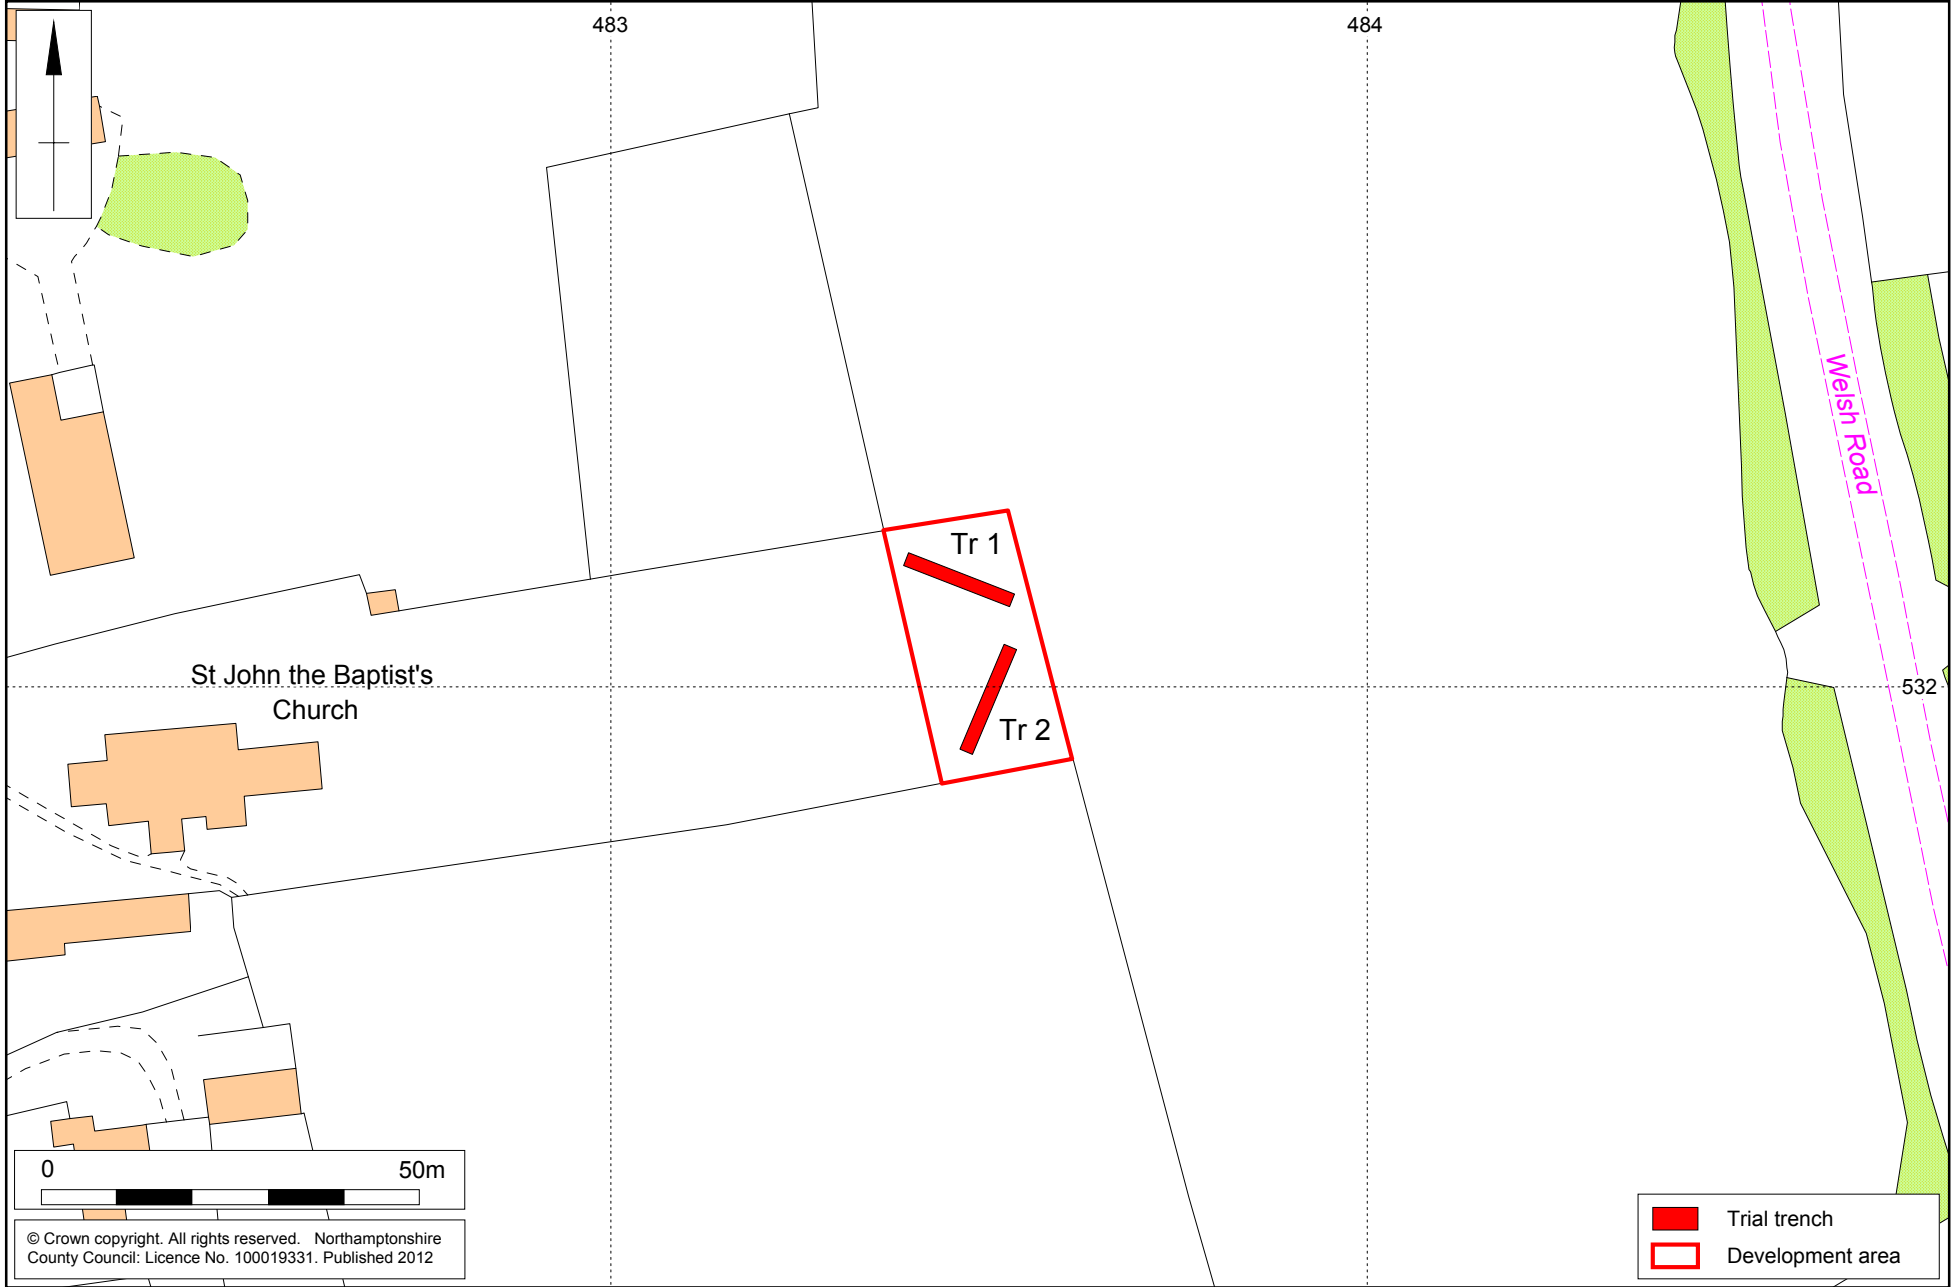 483
484
Welsh Road
Tr 1
St John the Baptist's
Church
532
Tr 2
0 50m
© Crown copyright. All rights reserved. Northamptonshire
County Council: Licence No. 100019331. Published 2012
Trial trench
Development area